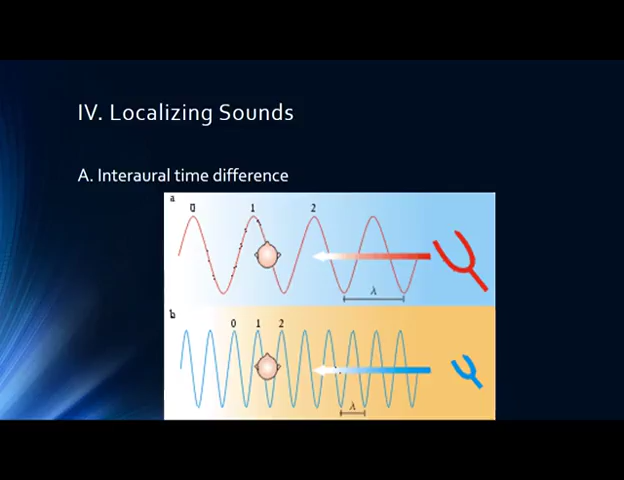 IV. Localizing Sounds
A. Interaural time difference
a
0 1 2
λ
b
0 1 2
λ